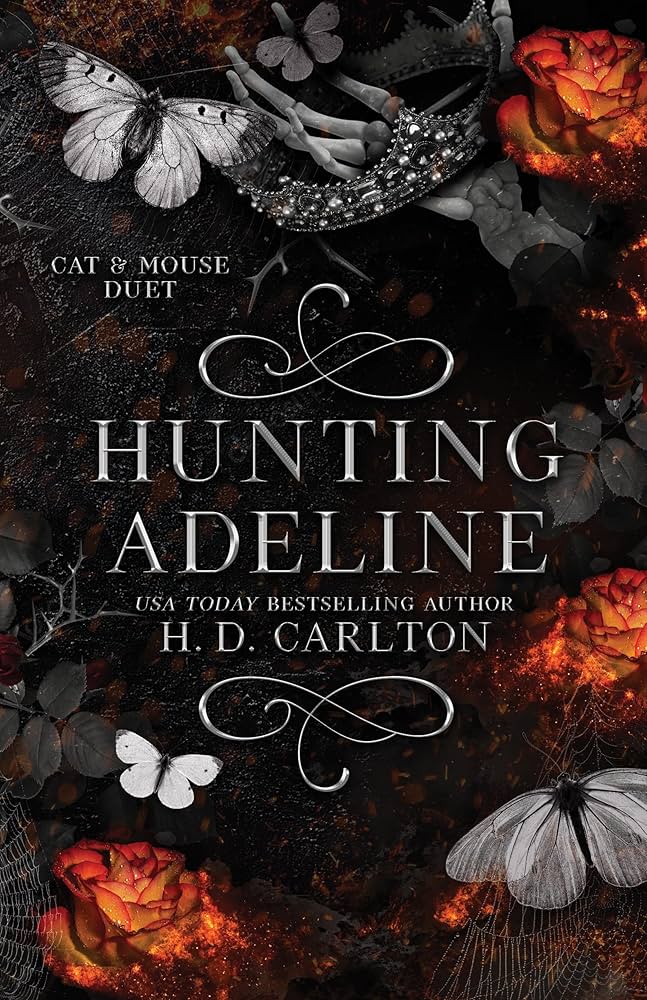 CAT & MOUSE
DUET
HUNTING
ADELINE
USA TODAY BESTSELLING AUTHOR
H. D. CARLTON